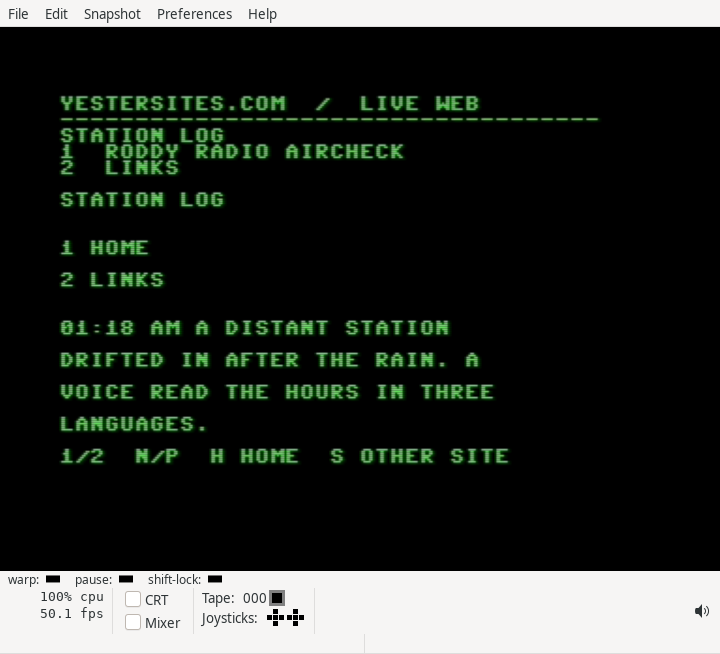 File Edit Snapshot Preferences Help
YESTERSITES.COM / LIVE WEB
------------------------------------
STATION LOG
1 RODDY RADIO AIRCHECK
2 LINKS
STATION LOG
1 HOME
2 LINKS
01:18 AM A DISTANT STATION
DRIFTED IN AFTER THE RAIN. A
VOICE READ THE HOURS IN THREE
LANGUAGES.
1/2 N/P H HOME S OTHER SITE
warp: pause: shift-lock:
100% cpu CRT Tape: 000
50.1 fps Mixer Joysticks: